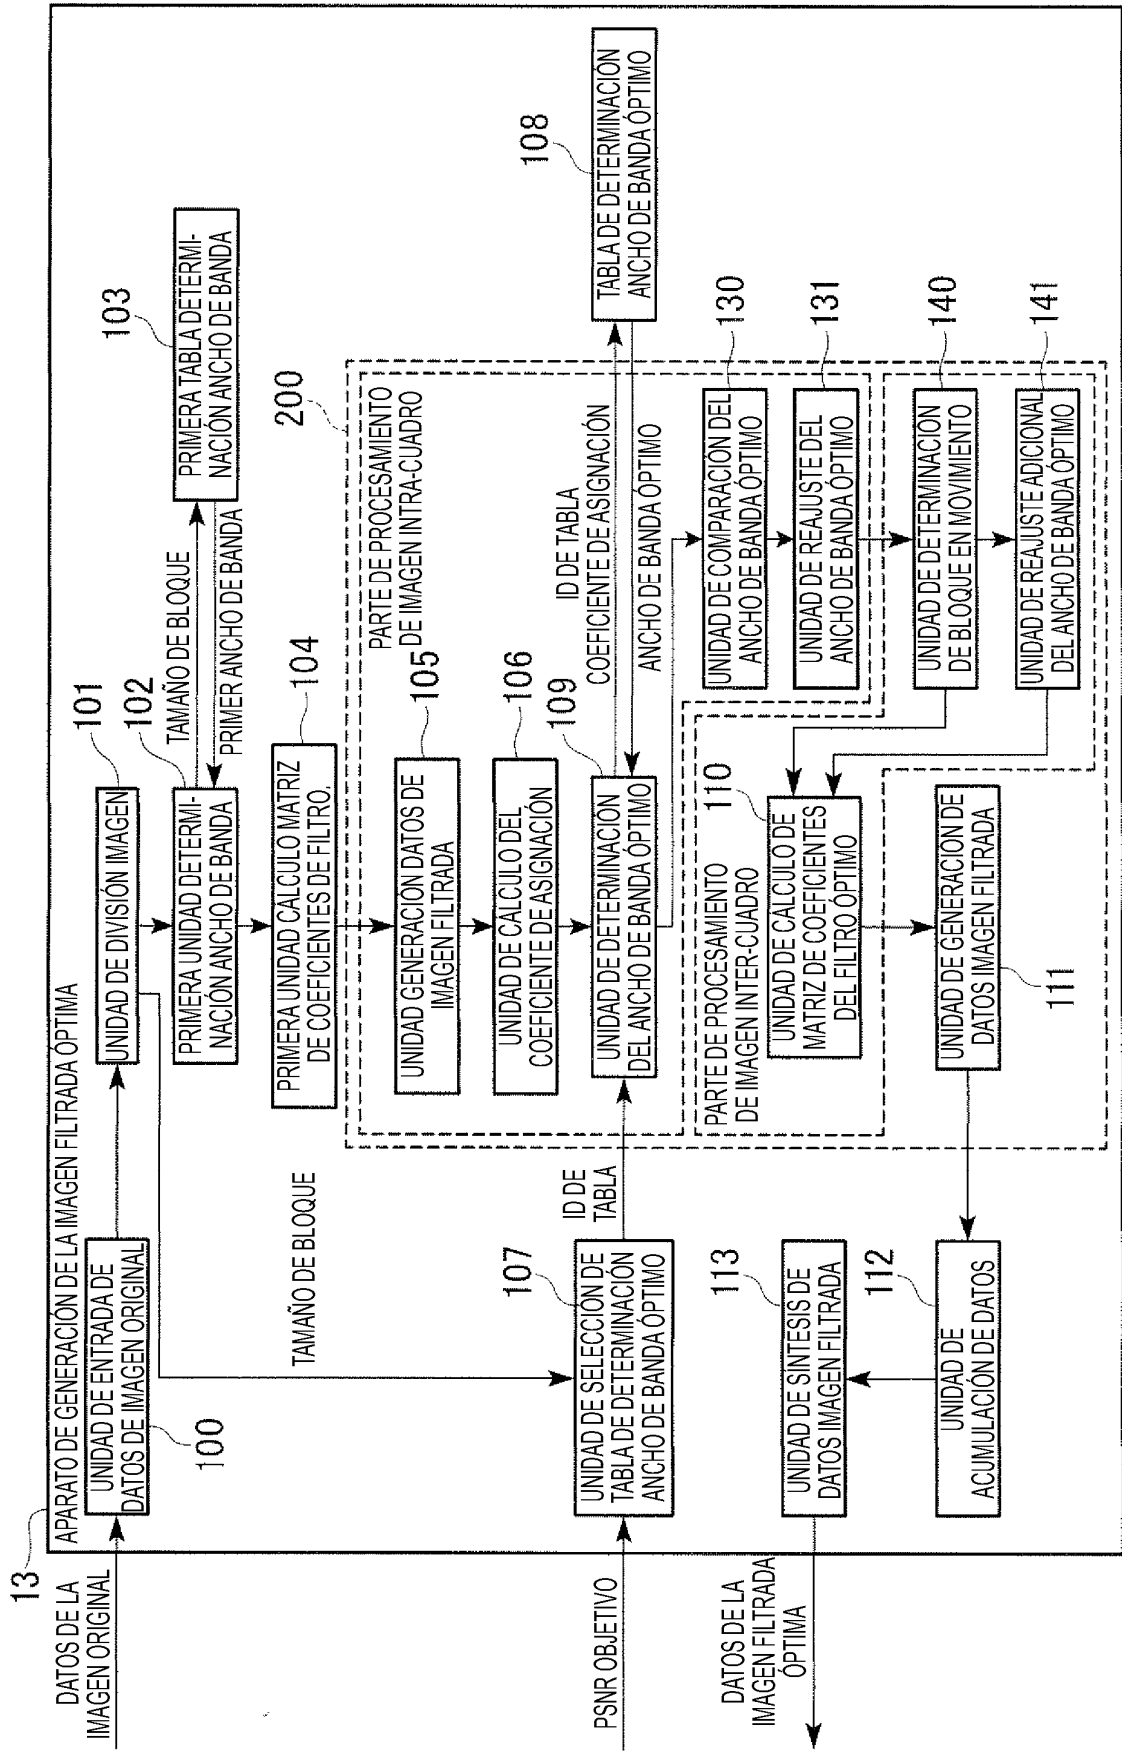 13
APARATO DE GENERACIÓN DE LA IMAGEN FILTRADA ÓPTIMA
DATOS DE LA
IMAGEN ORIGINAL
UNIDAD DE ENTRADA DE
DATOS DE IMAGEN ORIGINAL
100
UNIDAD DE DIVISIÓN IMAGEN
101
PRIMERA UNIDAD DETERMI-
NACIÓN ANCHO DE BANDA
102
TAMAÑO DE BLOQUE
PRIMER ANCHO DE BANDA
PRIMERA TABLA DETERMI-
NACIÓN ANCHO DE BANDA
103
PRIMERA UNIDAD CALCULO MATRIZ
DE COEFICIENTES DE FILTRO.
104
200
PARTE DE PROCESAMIENTO
DE IMAGEN INTRA-CUADRO
UNIDAD GENERACIÓN DATOS DE
IMAGEN FILTRADA
105
UNIDAD DE CALCULO DEL
COEFICIENTE DE ASIGNACIÓN
106
TAMAÑO DE BLOQUE
PSNR OBJETIVO
UNIDAD DE SELECCIÓN DE
TABLA DE DETERMINACIÓN
ANCHO DE BANDA ÓPTIMO
107
ID DE
TABLA
UNIDAD DE DETERMINACION
DEL ANCHO DE BANDA ÓPTIMO
109
ID DE TABLA
COEFICIENTE DE ASIGNACIÓN
ANCHO DE BANDA ÓPTIMO
TABLA DE DETERMINACION
ANCHO DE BANDA ÓPTIMO
108
UNIDAD DE COMPARACIÓN DEL
ANCHO DE BANDA ÓPTIMO
130
UNIDAD DE REAJUSTE DEL
ANCHO DE BANDA ÓPTIMO
131
PARTE DE PROCESAMIENTO
DE IMAGEN INTER-CUADRO
UNIDAD DE CÁLCULO DE
MATRIZ DE COEFICIENTES
DEL FILTRO ÓPTIMO
110
UNIDAD DE DETERMINACION
DE BLOQUE EN MOVIMIENTO
140
UNIDAD DE REAJUSTE ADICIONAL
DEL ANCHO DE BANDA ÓPTIMO
141
UNIDAD DE GENERACIÓN DE
DATOS IMAGEN FILTRADA
111
UNIDAD DE
ACUMULACIÓN DE DATOS
112
UNIDAD DE SÍNTESIS DE
DATOS IMAGEN FILTRADA
113
DATOS DE LA
IMAGEN FILTRADA
ÓPTIMA